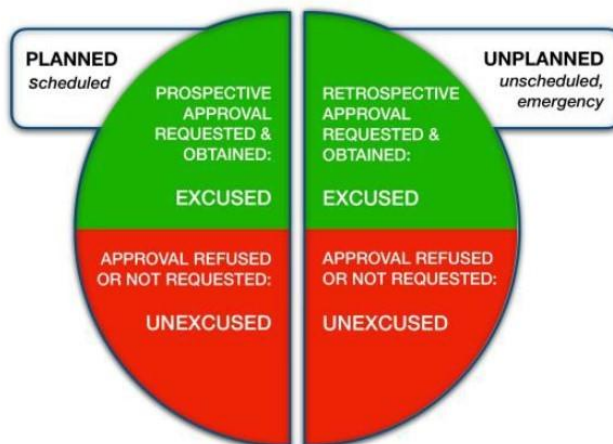 PLANNED
scheduled
PROSPECTIVE
APPROVAL
REQUESTED &
OBTAINED:
EXCUSED
APPROVAL REFUSED
OR NOT REQUESTED:
UNEXCUSED
UNPLANNED
unscheduled,
emergency
RETROSPECTIVE
APPROVAL
REQUESTED &
OBTAINED:
EXCUSED
APPROVAL REFUSED
OR NOT REQUESTED:
UNEXCUSED